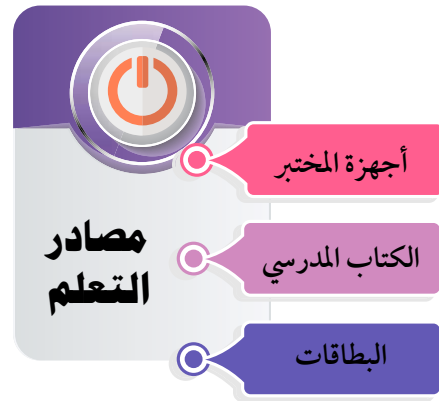 مصادر
التعلم
أجهزة المختبر
الكتاب المدرسي
البطاقات